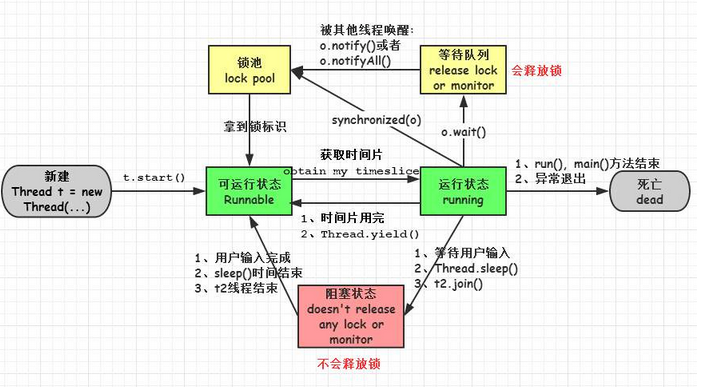 被其他线程唤醒:
o.notify()或者
o.notifyAll()
锁池
lock pool
等待队列
release lock
or monitor
会释放锁
拿到锁标识
synchronized(o)
o.wait()
新建
Thread t = new
Thread(...)
t.start()
可运行状态
Runnable
获取时间片
obtain my timeslice
运行状态
running
1、run(), main()方法结束
2、异常退出
死亡
dead
1、时间片用完
2、Thread.yield()
1、用户输入完成
2、sleep()时间结束
3、t2线程结束
1、等待用户输入
2、Thread.sleep()
3、t2.join()
阻塞状态
doesn't release
any lock or
monitor
不会释放锁